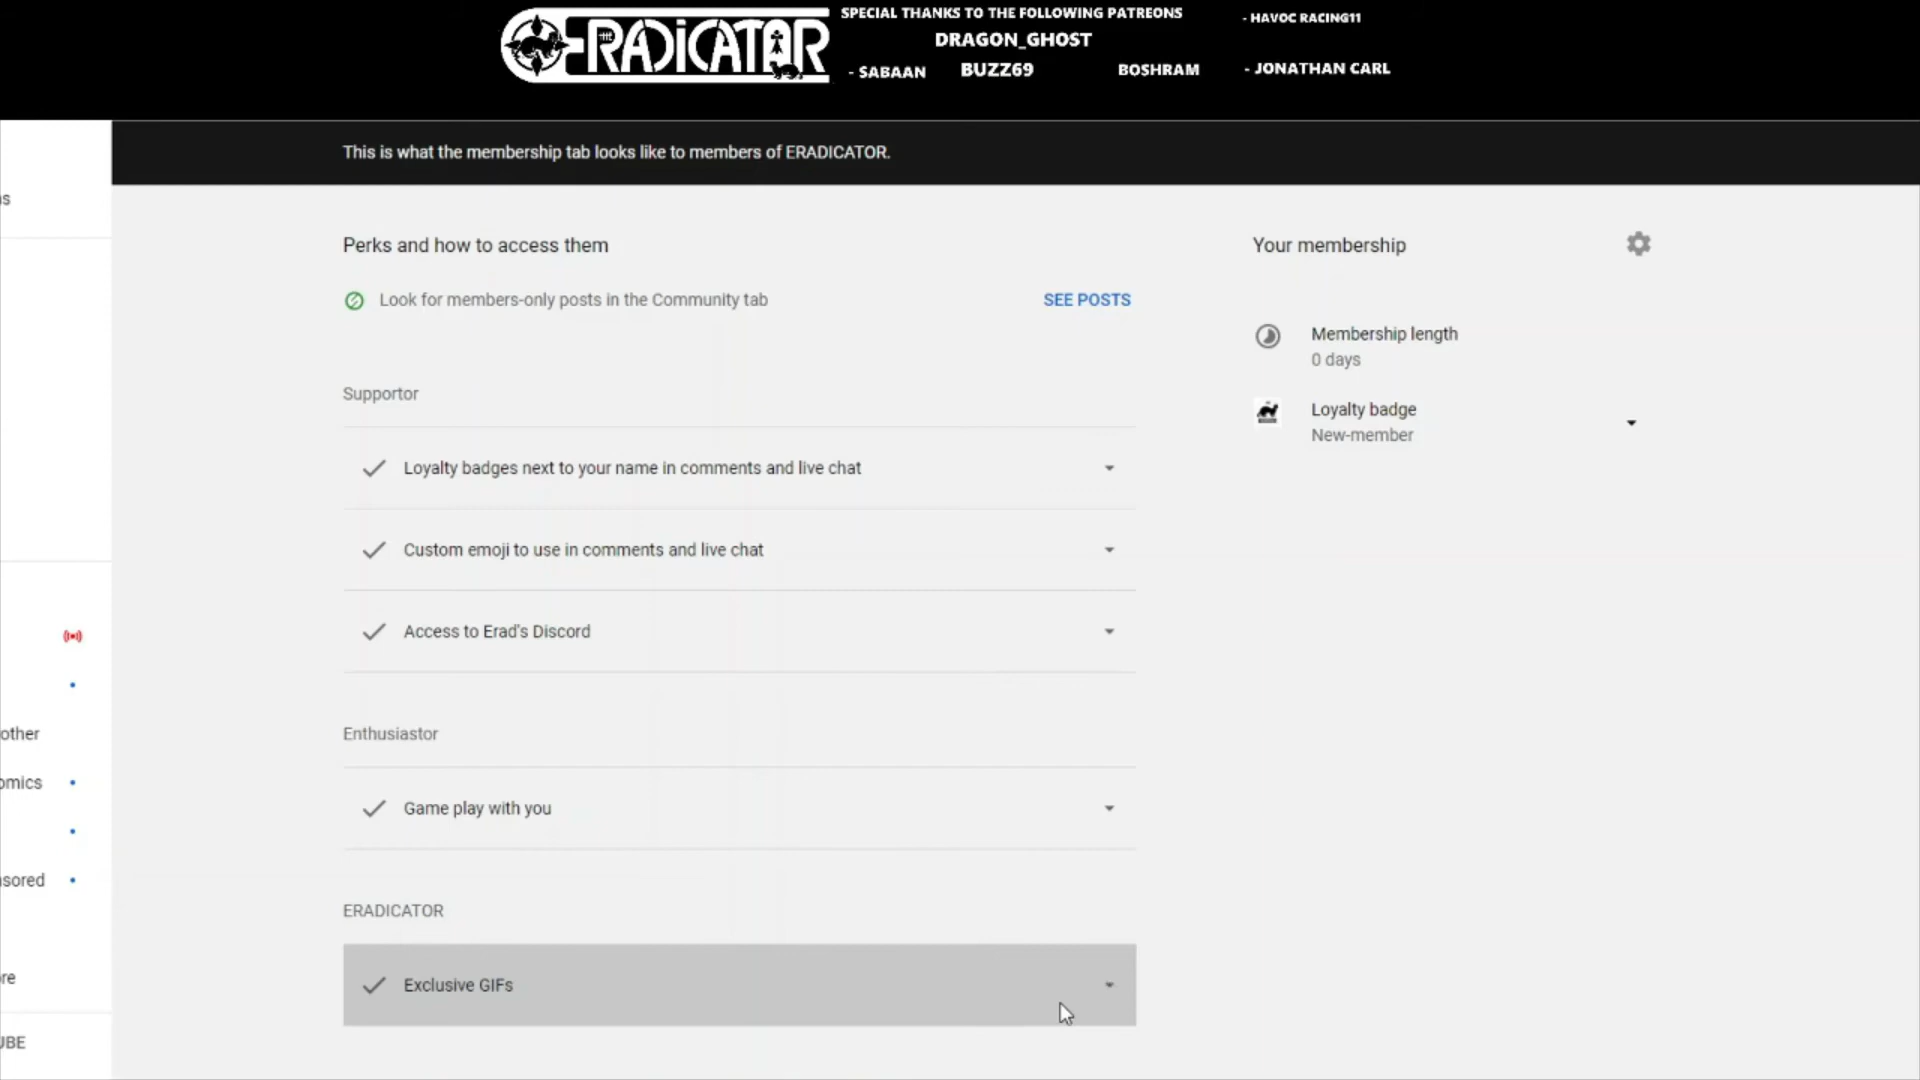 THE ERADICATOR
SPECIAL THANKS TO THE FOLLOWING PATREONS
- HAVOC RACING11
DRAGON_GHOST
- SABAAN
BUZZ69
BOSHRAM
- JONATHAN CARL
This is what the membership tab looks like to members of ERADICATOR.
s
Perks and how to access them
Your membership
Look for members-only posts in the Community tab
SEE POSTS
Membership length
0 days
Supportor
Loyalty badge
New-member
Loyalty badges next to your name in comments and live chat
Custom emoji to use in comments and live chat
Access to Erad's Discord
other
Enthusiastor
omics
Game play with you
sored
ERADICATOR
re
Exclusive GIFs
UBE